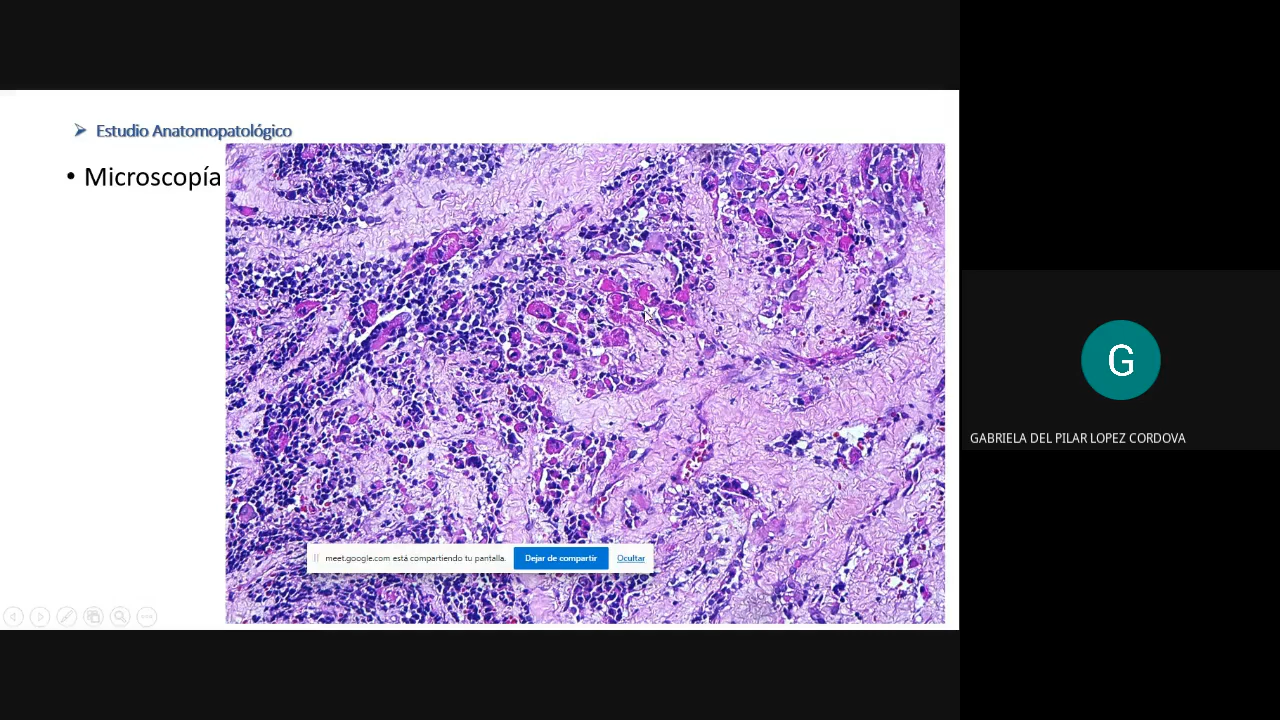 Estudio Anatomopatológico
Microscopía
meet.google.com está compartiendo tu pantalla.
Dejar de compartir
Ocultar
G
GABRIELA DEL PILAR LOPEZ CORDOVA